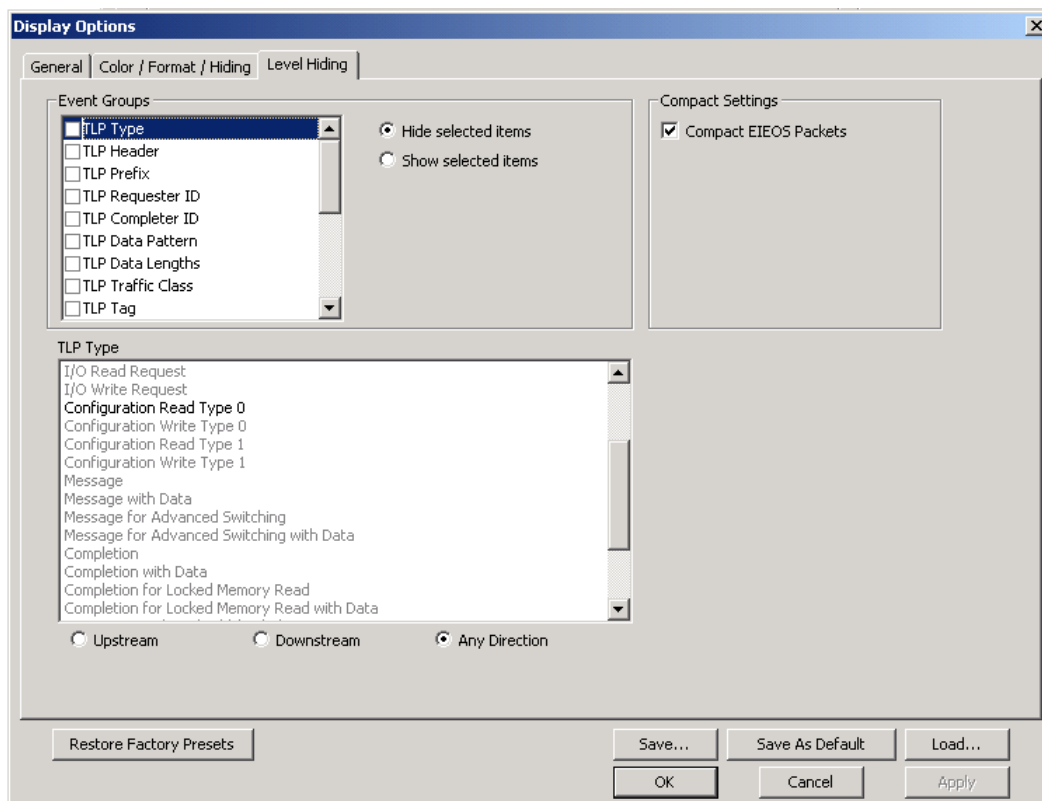 Display Options
General
Color / Format / Hiding
Level Hiding
Event Groups
TLP Type
TLP Header
TLP Prefix
TLP Requester ID
TLP Completer ID
TLP Data Pattern
TLP Data Lengths
TLP Traffic Class
TLP Tag
Hide selected items
Show selected items
Compact Settings
Compact EIEOS Packets
TLP Type
I/O Read Request
I/O Write Request
Configuration Read Type 0
Configuration Write Type 0
Configuration Read Type 1
Configuration Write Type 1
Message
Message with Data
Message for Advanced Switching
Message for Advanced Switching with Data
Completion
Completion with Data
Completion for Locked Memory Read
Completion for Locked Memory Read with Data
Upstream
Downstream
Any Direction
Restore Factory Presets
Save...
Save As Default
Load...
OK
Cancel
Apply